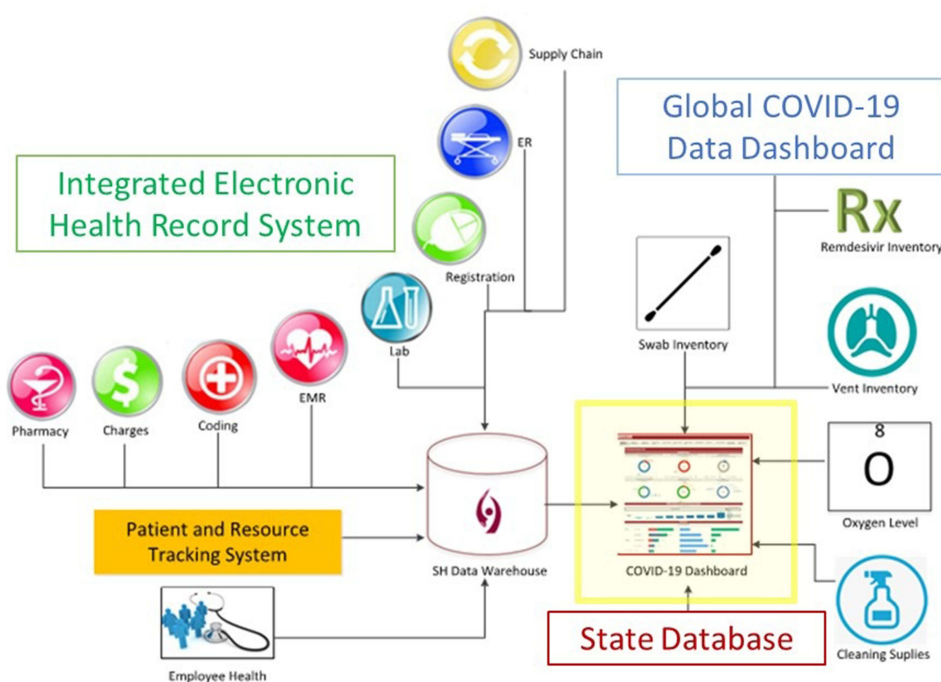 Supply Chain
Global COVID-19
Data Dashboard
ER
Integrated Electronic
Health Record System
Rx
Remdesivir Inventory
Registration
Swab Inventory
Lab
Vent Inventory
$
EMR
Pharmacy
Charges
Coding
8
O
Oxygen Level
Patient and Resource
Tracking System
SH Data Warehouse
COVID-19 Dashboard
State Database
Cleaning Suplies
Employee Health